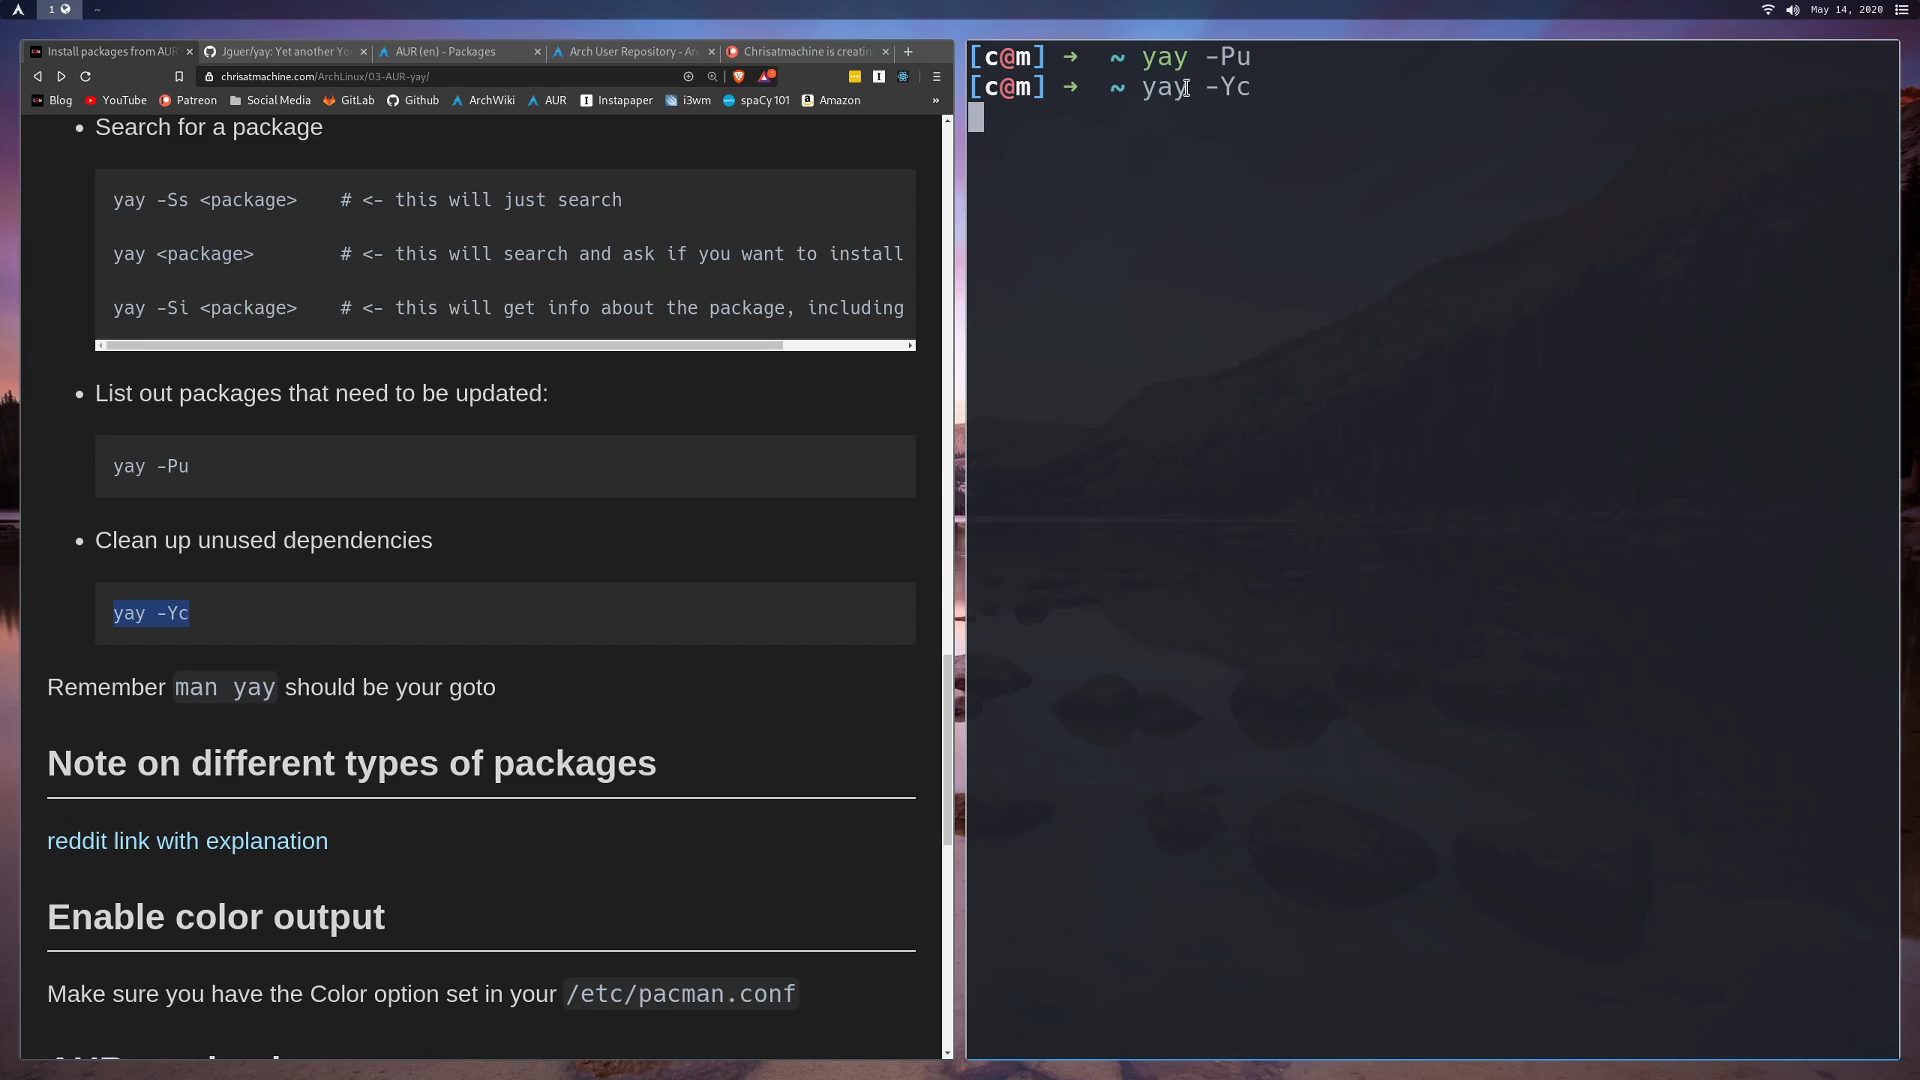 1
~
May 14, 2020
Install packages from AUR
Jguer/yay: Yet another Yo
AUR (en) - Packages
Arch User Repository - Ar
Chrisatmachine is creatin
chrisatmachine.com/ArchLinux/03-AUR-yay/
Blog YouTube Patreon Social Media GitLab Github ArchWiki AUR Instapaper i3wm spaCy 101 Amazon »
Search for a package
yay -Ss <package> # <- this will just search
yay <package> # <- this will search and ask if you want to install
yay -Si <package> # <- this will get info about the package, including
List out packages that need to be updated:
yay -Pu
Clean up unused dependencies
yay -Yc
Remember man yay should be your goto
Note on different types of packages
reddit link with explanation
Enable color output
Make sure you have the Color option set in your /etc/pacman.conf
[c@m] → ~ yay -Pu
[c@m] → ~ yay -Yc